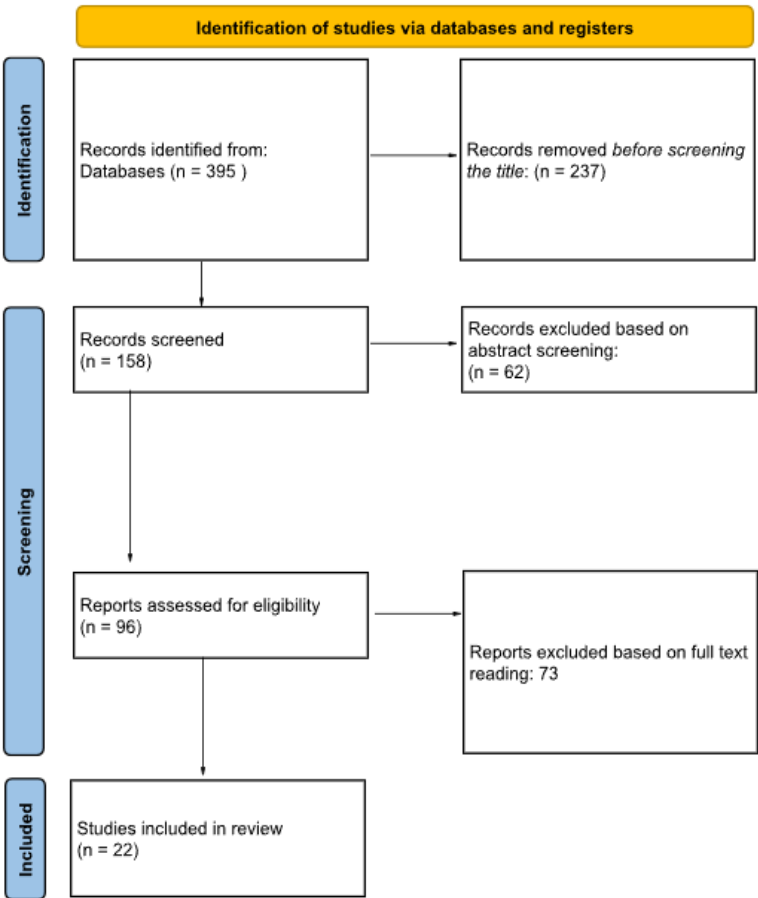 Identification of studies via databases and registers
Identification
Records identified from:
Databases (n = 395 )
Records removed before screening
the title: (n = 237)
Screening
Records screened
(n = 158)
Records excluded based on
abstract screening:
(n = 62)
Reports assessed for eligibility
(n = 96)
Reports excluded based on full text
reading: 73
Included
Studies included in review
(n = 22)